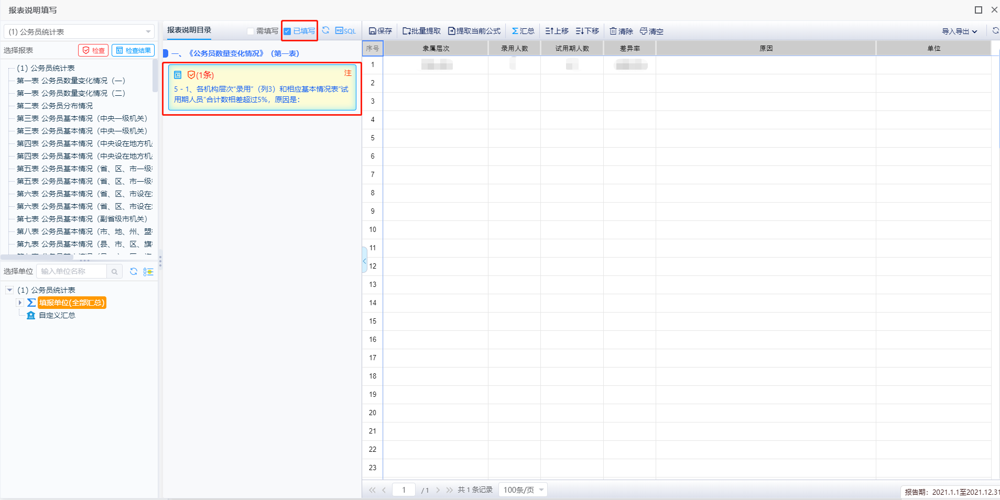 报表说明填写
(1) 公务员统计表
选择报表
检查
检查结果
(1) 公务员统计表
第一表 公务员数量变化情况（一）
第一表 公务员数量变化情况（二）
第二表 公务员分布情况
第三表 公务员基本情况（中央一级机关）
第三表 公务员基本情况（中央一级机关）
第四表 公务员基本情况（中央设在地方机
第四表 公务员基本情况（中央设在地方机
第五表 公务员基本情况（省、区、市一级
第五表 公务员基本情况（省、区、市一级
第六表 公务员基本情况（省、区、市设在
第六表 公务员基本情况（省、区、市设在
第七表 公务员基本情况（副省级市机关）
第八表 公务员基本情况（市、地、州、盟
第九表 公务员基本情况（县、市、区、旗
选择单位
输入单位名称
(1) 公务员统计表
填报单位(全部汇总)
自定义汇总
报表说明目录
需填写
已填写
SQL
一、《公务员数量变化情况》（第一表）
(1条)
注
5－1、各机构层次“录用”（列3）和相应基本情况表“试
用期人员”合计数相差超过5%，原因是：
保存
批量提取
提取当前公式
汇总
上移
下移
清除
清空
导入导出
序号
隶属层次
录用人数
试用期人数
差异率
原因
单位
1
2
3
4
5
6
7
8
9
10
11
12
13
14
15
16
17
18
19
20
21
22
23
1
/ 1
共 1 条记录
100条/页
报告期：2021.1.1至2021.12.31